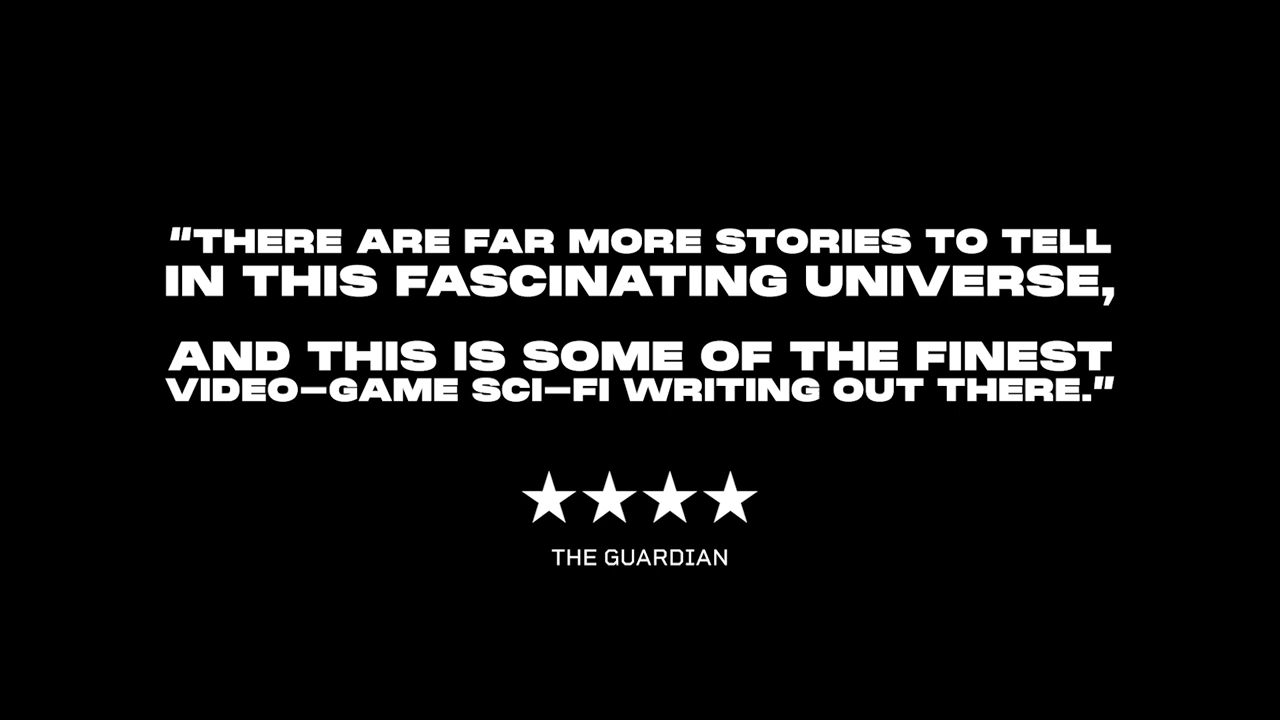 "THERE ARE FAR MORE STORIES TO TELL
IN THIS FASCINATING UNIVERSE,
AND THIS IS SOME OF THE FINEST
VIDEO–GAME SCI–FI WRITING OUT THERE."
★★★★
THE GUARDIAN